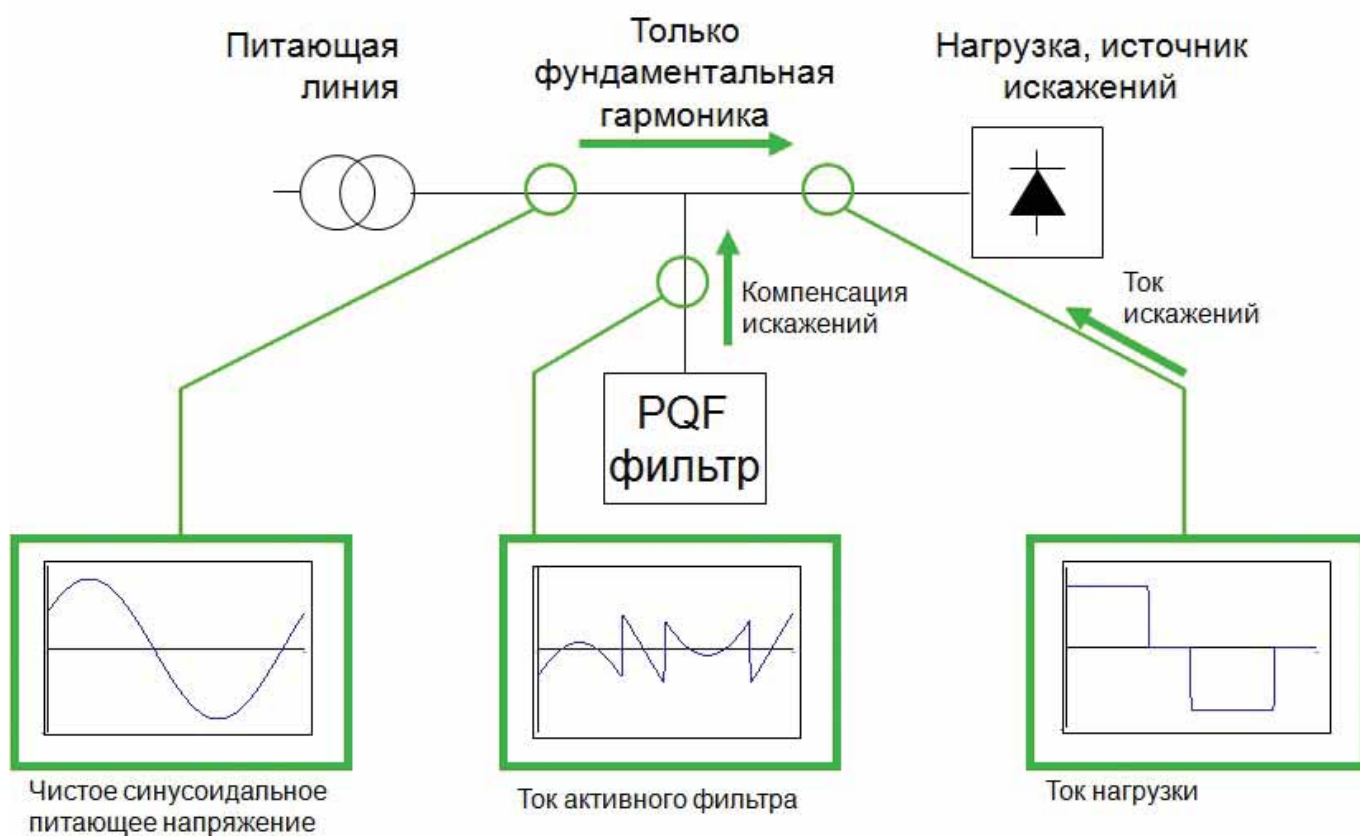 Питающая
линия
Только
фундаментальная
гармоника
Нагрузка, источник
искажений
Компенсация
искажений
Ток
искажений
PQF
фильтр
Чистое синусоидальное
питающее напряжение
Ток активного фильтра
Ток нагрузки